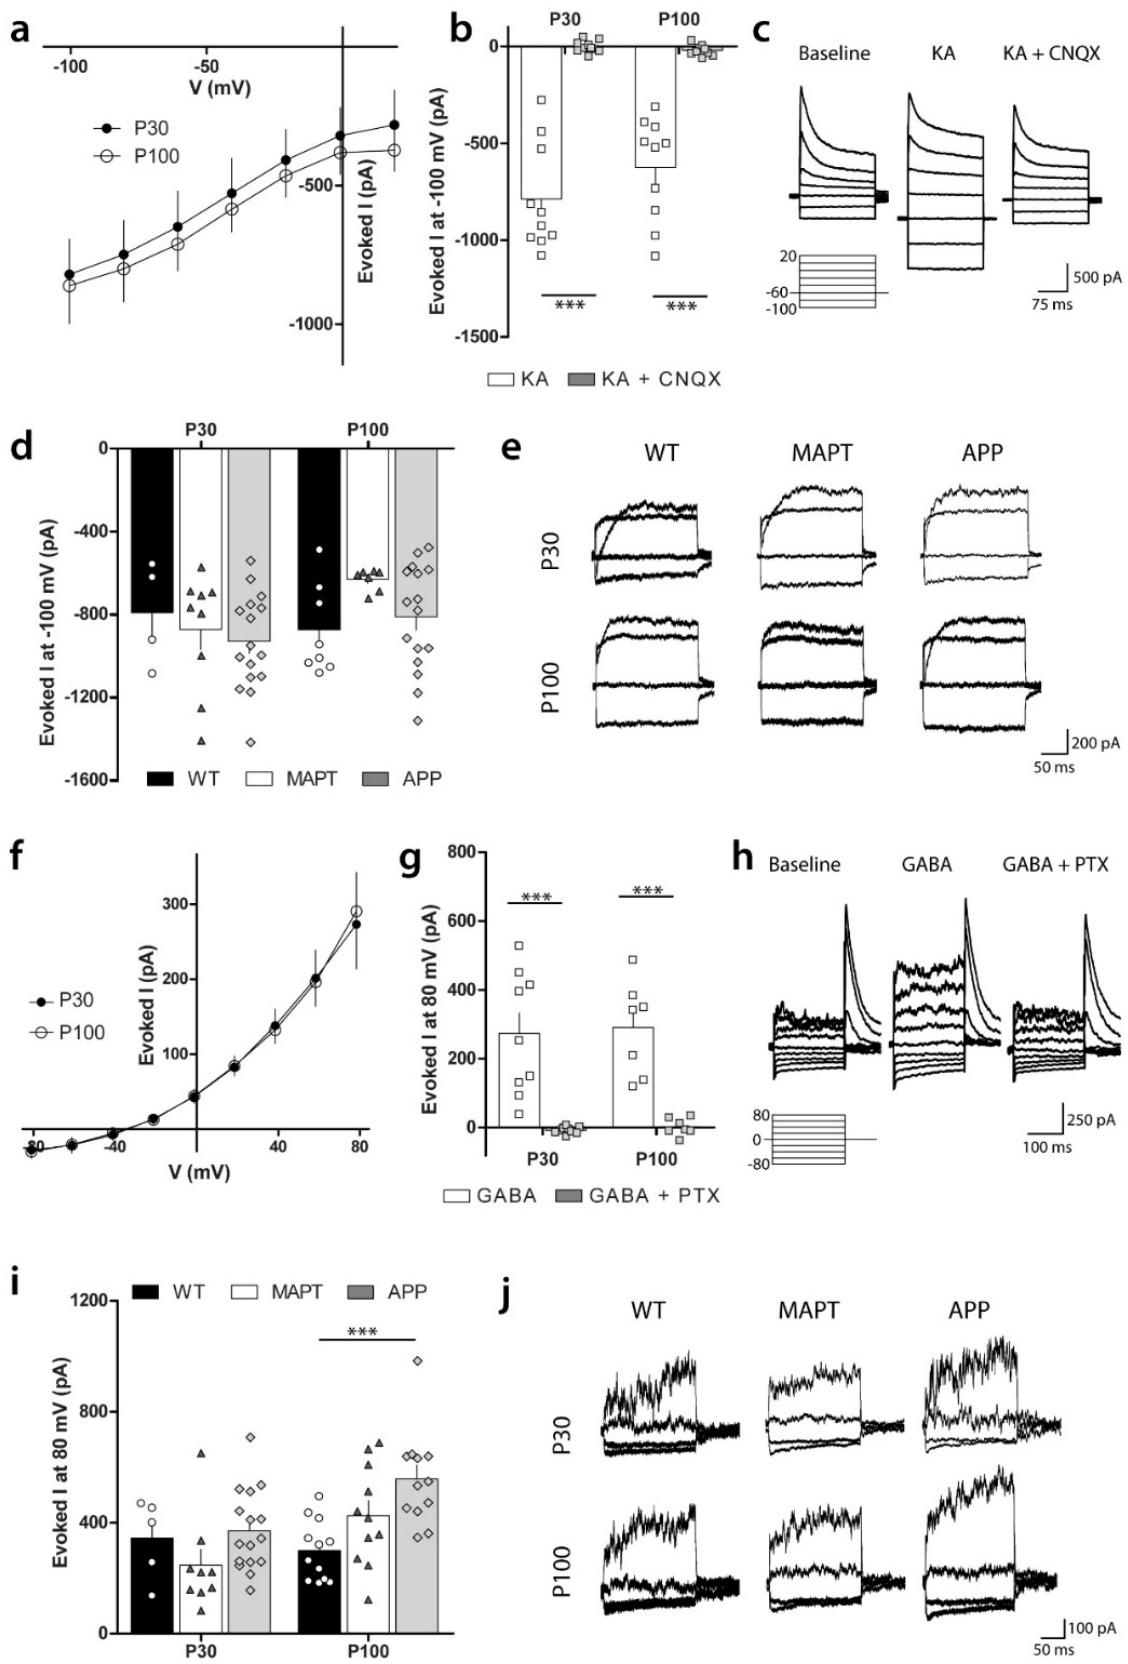 a
-100
-50
V (mV)
P30
P100
-500
-1000
Evoked I (pA)
b
P30
P100
0
-500
-1000
-1500
Evoked I at -100 mV (pA)
***
***
KA
KA + CNQX
c
Baseline
KA
KA + CNQX
20
-60
-100
500 pA
75 ms
d
P30
P100
0
-400
-800
-1200
-1600
Evoked I at -100 mV (pA)
WT
MAPT
APP
e
WT
MAPT
APP
P30
P100
200 pA
50 ms
f
300
200
100
Evoked I (pA)
P30
P100
-80
-40
40
80
V (mV)
g
800
600
400
200
0
Evoked I at 80 mV (pA)
***
***
P30
P100
GABA
GABA + PTX
h
Baseline
GABA
GABA + PTX
80
0
-80
250 pA
100 ms
i
WT
MAPT
APP
1200
800
400
0
Evoked I at 80 mV (pA)
***
P30
P100
j
WT
MAPT
APP
P30
P100
100 pA
50 ms